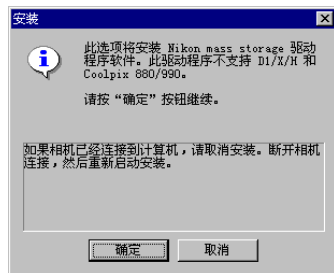 安装
此选项将安装 Nikon mass storage 驱动
程序软件。此驱动程序不支持 D1/X/H 和
Coolpix 880/990。
请按“确定”按钮继续。
如果相机已经连接到计算机，请取消安装。断开相机
连接，然后重新启动安装。
确定
取消